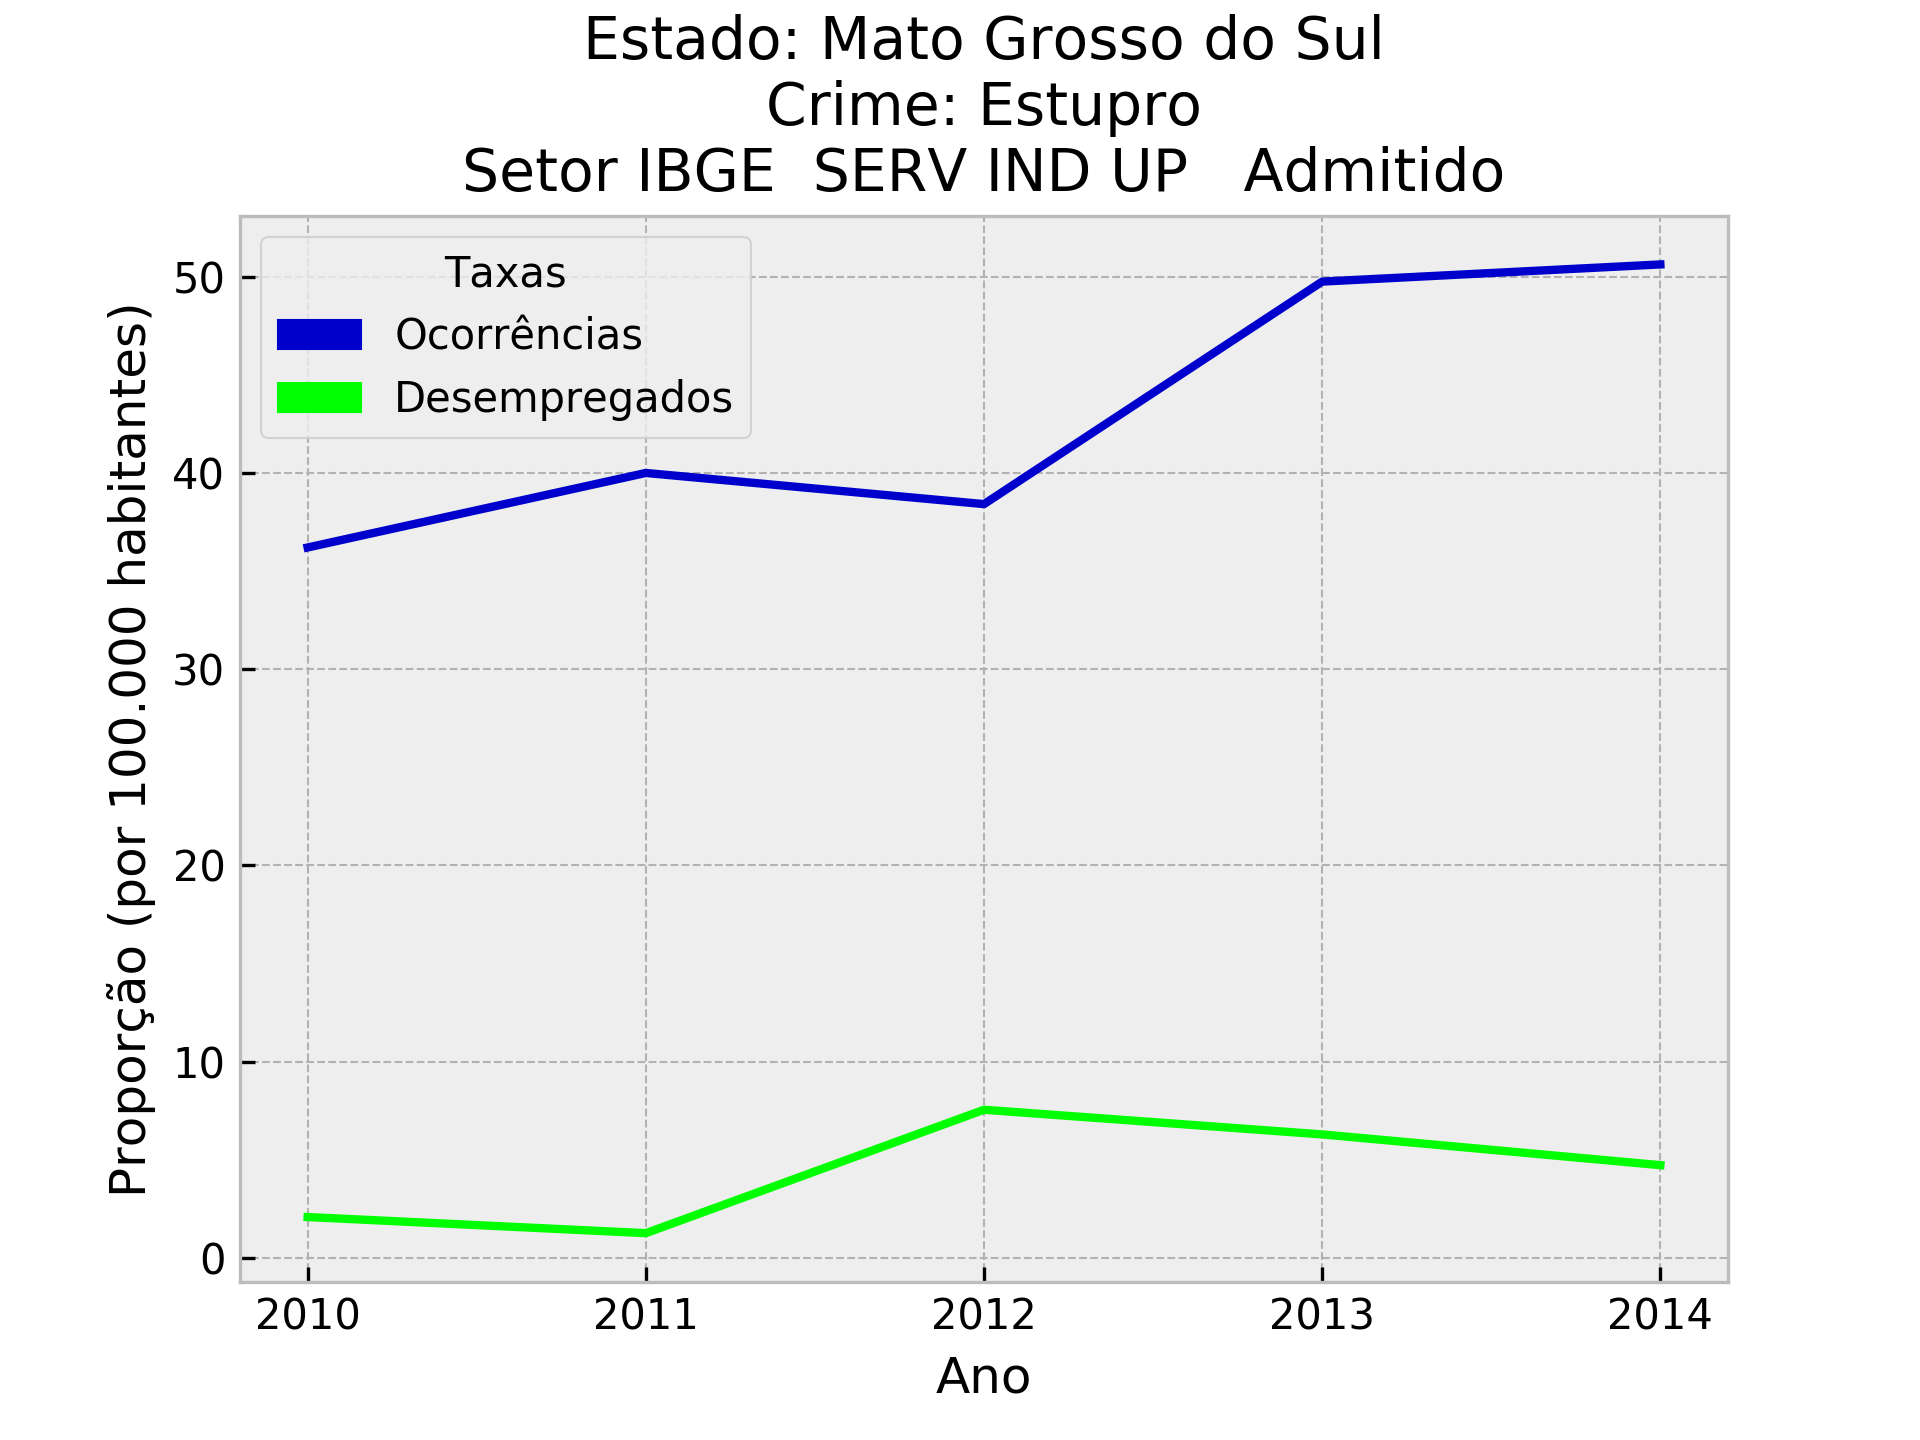 Estado: Mato Grosso do Sul
Crime: Estupro
Setor IBGE  SERV IND UP   Admitido
Taxas
Ocorrências
Desempregados
Proporção (por 100.000 habitantes)
50
40
30
20
10
0
2010 2011 2012 2013 2014
Ano